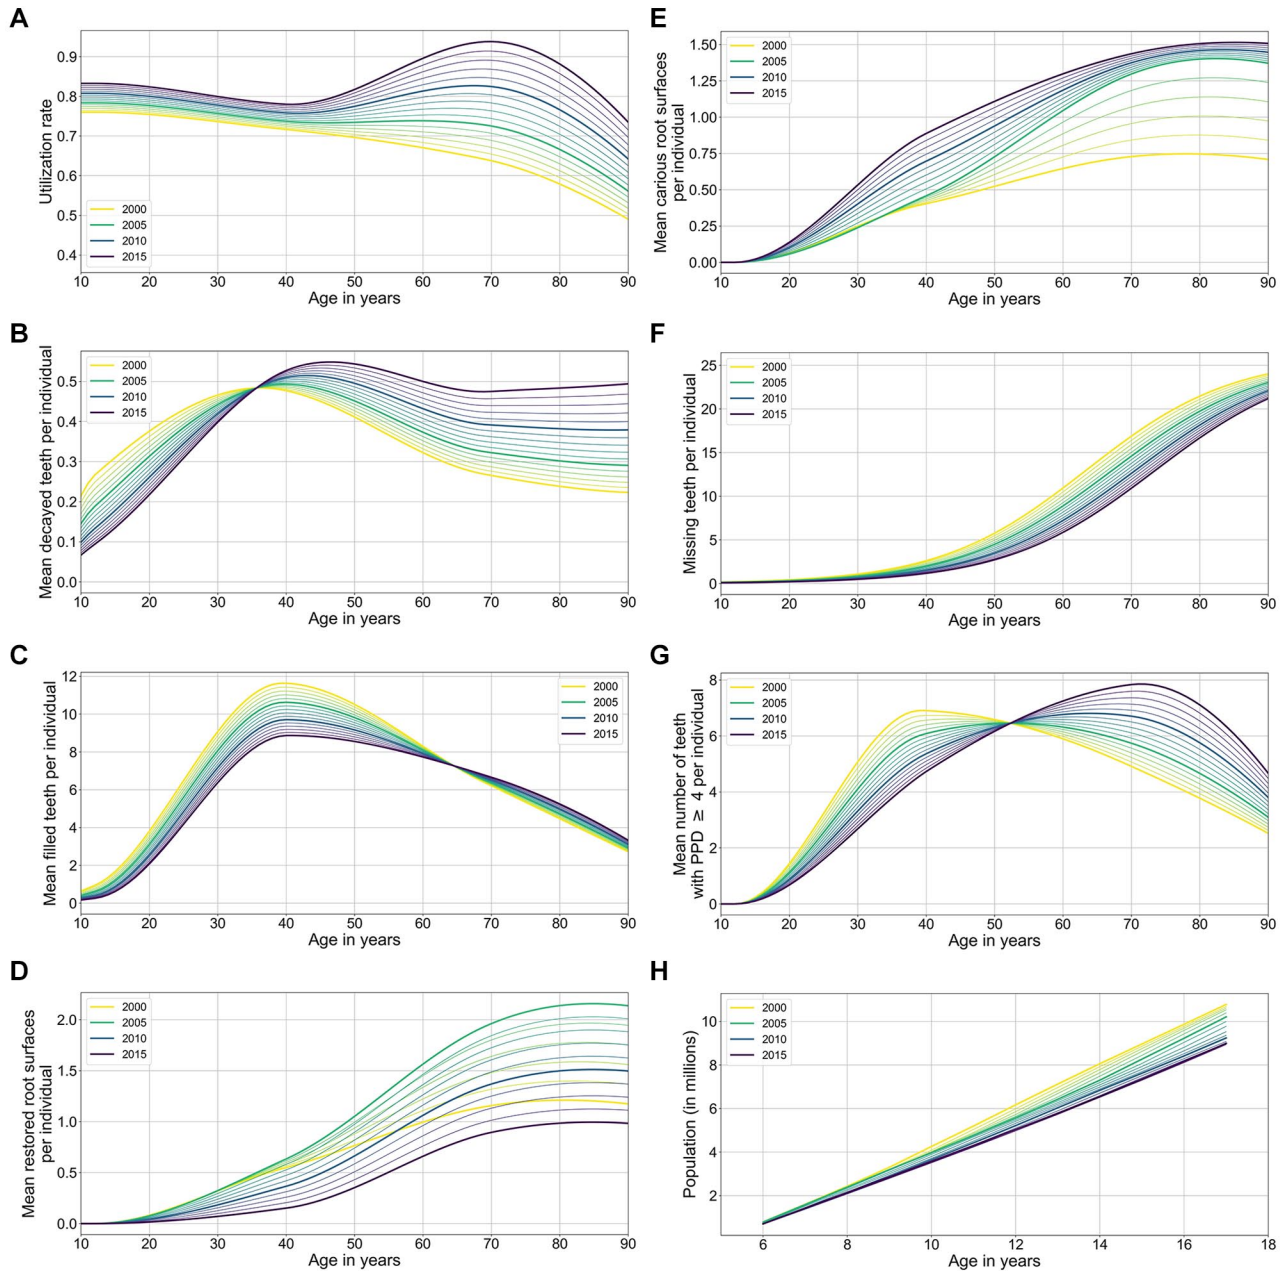 A
Utilization rate
0.9
0.8
0.7
0.6
0.5
0.4
2000
2005
2010
2015
10 20 30 40 50 60 70 80 90
Age in years
B
Mean decayed teeth per individual
0.5
0.4
0.3
0.2
0.1
0.0
2000
2005
2010
2015
10 20 30 40 50 60 70 80 90
Age in years
C
Mean filled teeth per individual
12
10
8
6
4
2
0
2000
2005
2010
2015
10 20 30 40 50 60 70 80 90
Age in years
D
Mean restored root surfaces
per individual
2.0
1.5
1.0
0.5
0.0
2000
2005
2010
2015
10 20 30 40 50 60 70 80 90
Age in years
E
Mean carious root surfaces
per individual
1.50
1.25
1.00
0.75
0.50
0.25
0.00
2000
2005
2010
2015
10 20 30 40 50 60 70 80 90
Age in years
F
Missing teeth per individual
25
20
15
10
5
0
2000
2005
2010
2015
10 20 30 40 50 60 70 80 90
Age in years
G
Mean number of teeth
with PPD ≥ 4 per individual
8
6
4
2
0
2000
2005
2010
2015
10 20 30 40 50 60 70 80 90
Age in years
H
Population (in millions)
10
8
6
4
2
2000
2005
2010
2015
6 8 10 12 14 16 18
Age in years